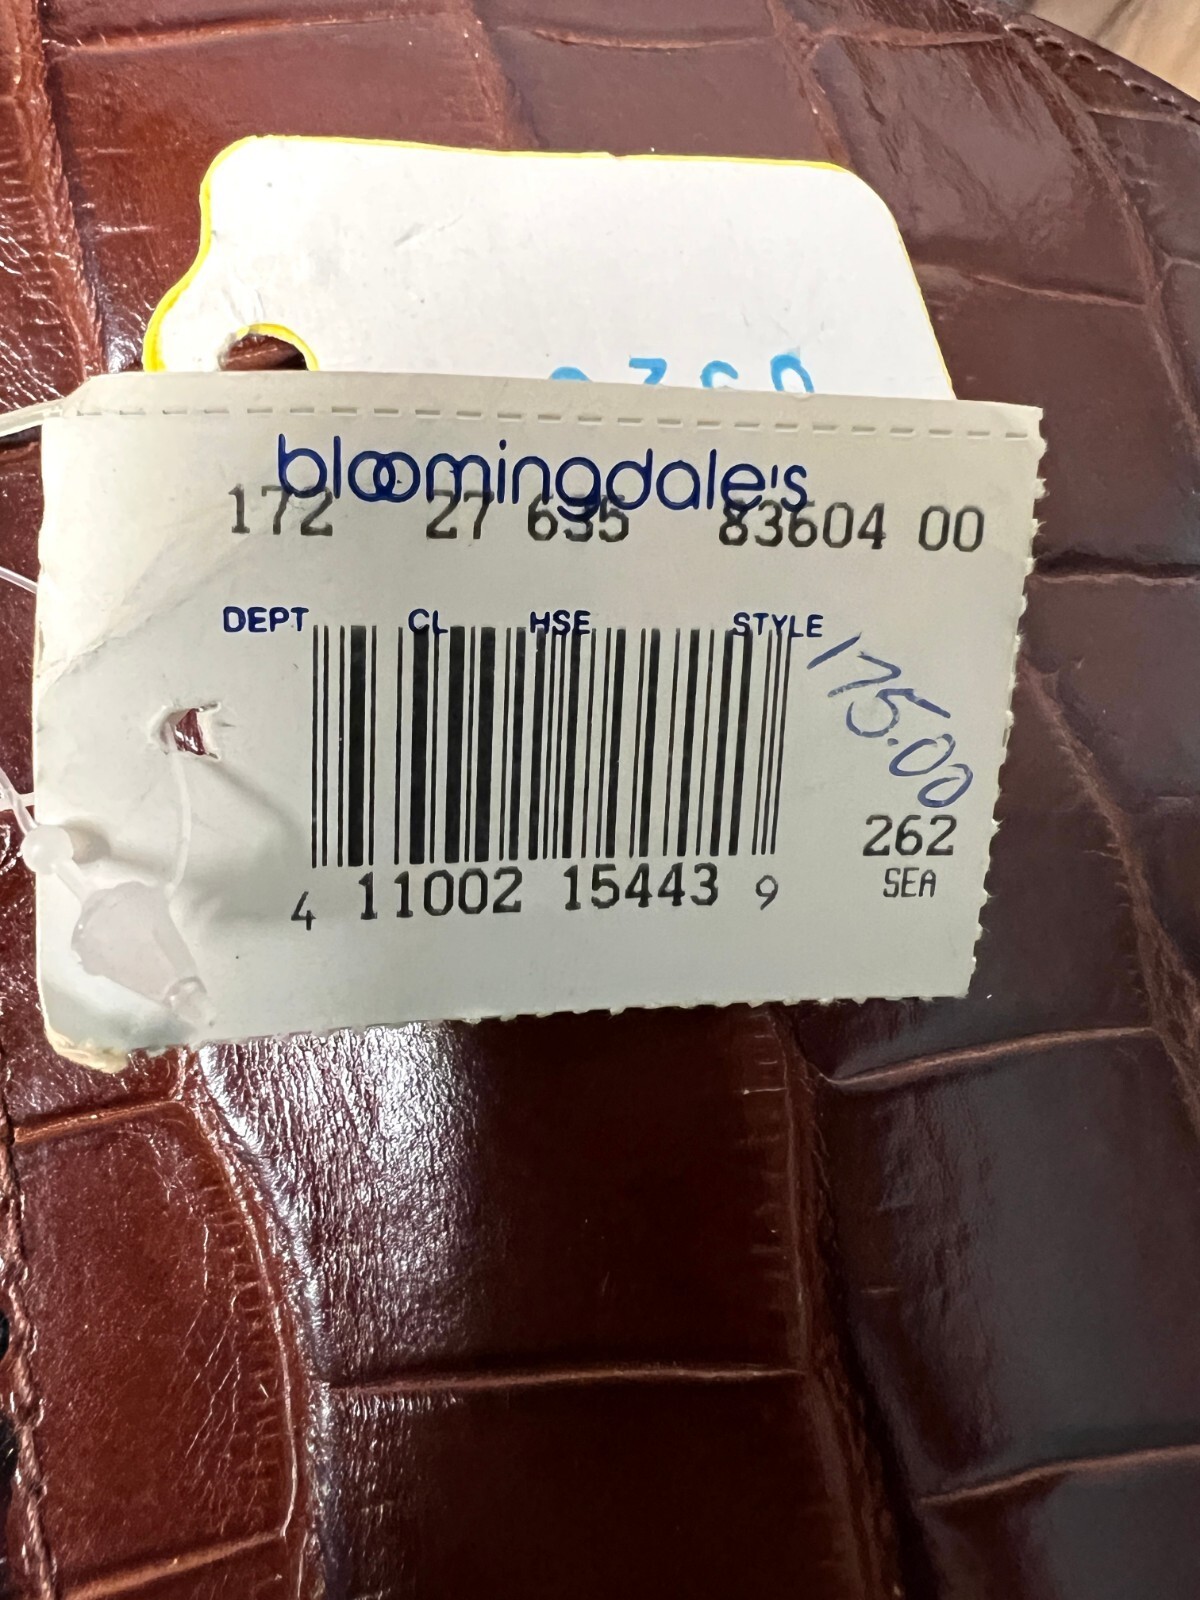 bloomingdale's
172 27 635 83604 00
DEPT CL HSE STYLE
175.00
262
SEA
4 11002 15443 9